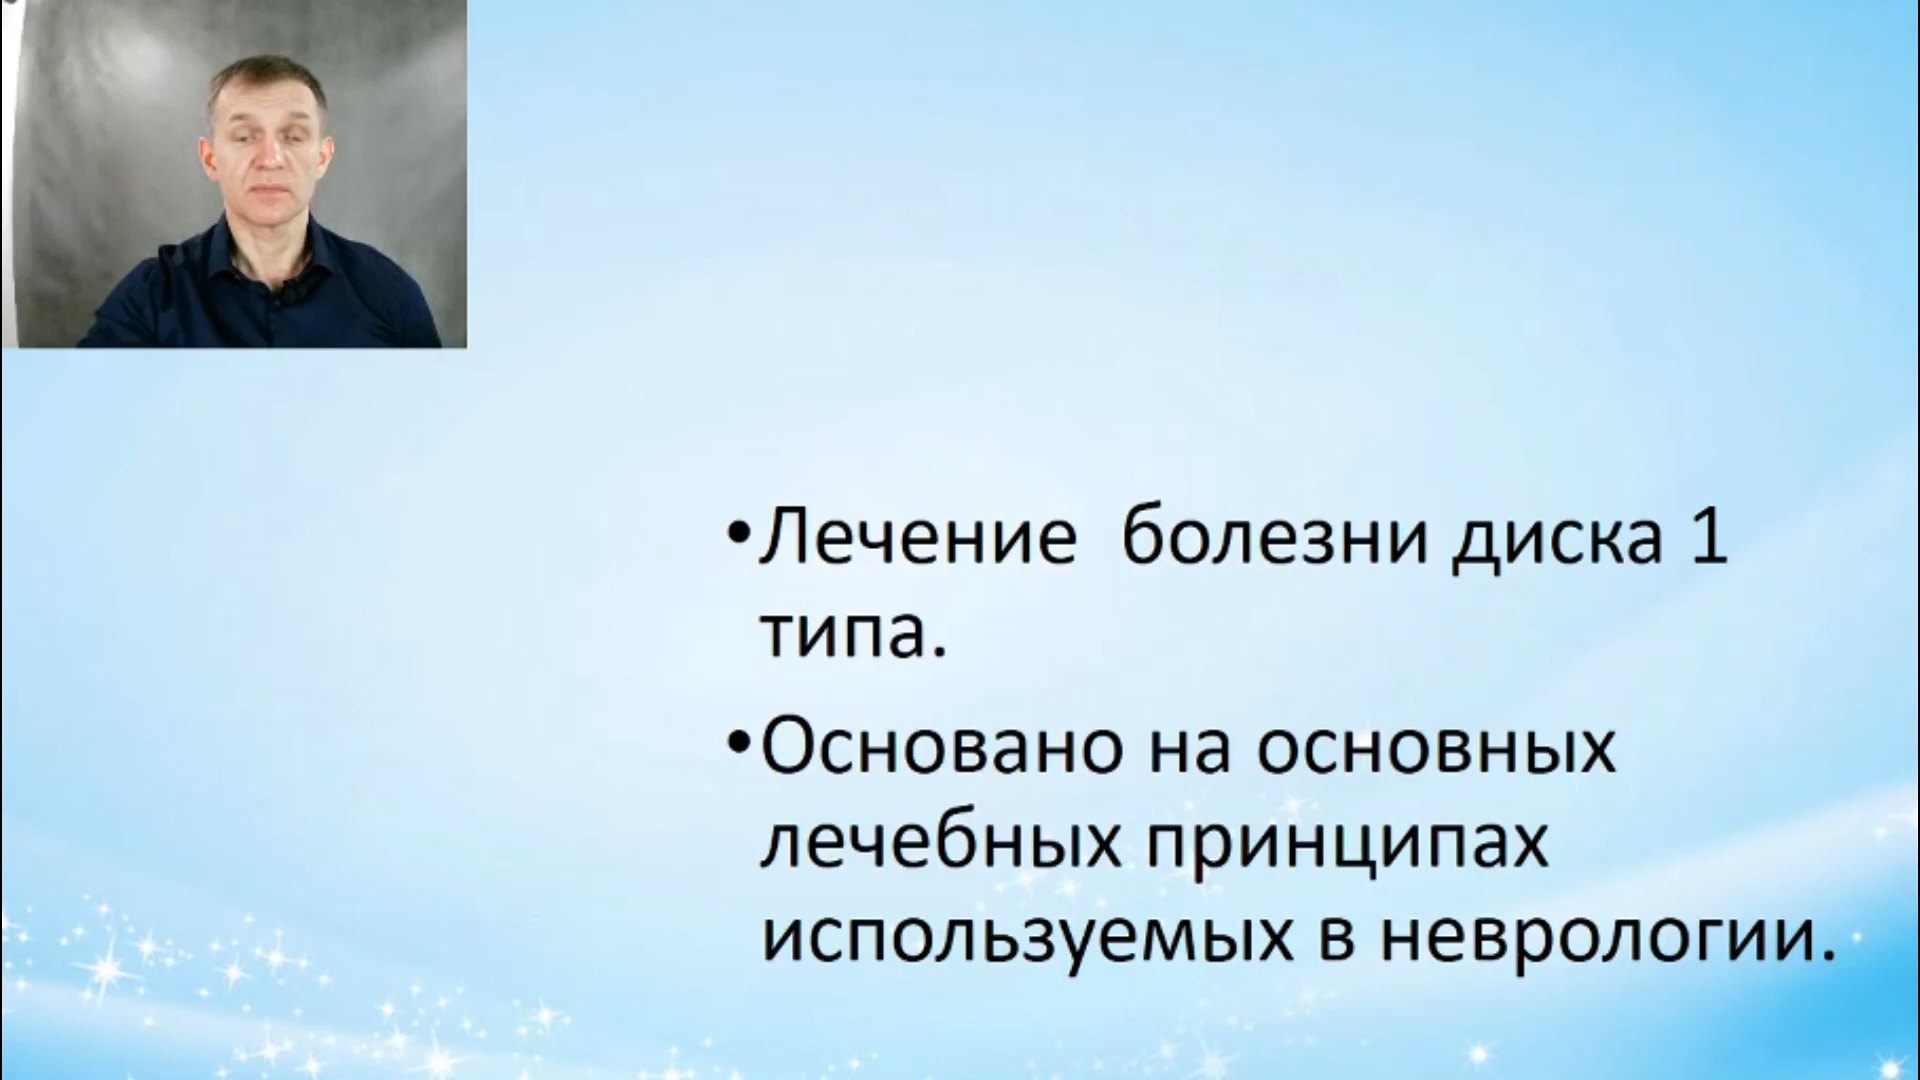 •Лечение  болезни диска 1
типа.
•Основано на основных
лечебных принципах
используемых в неврологии.